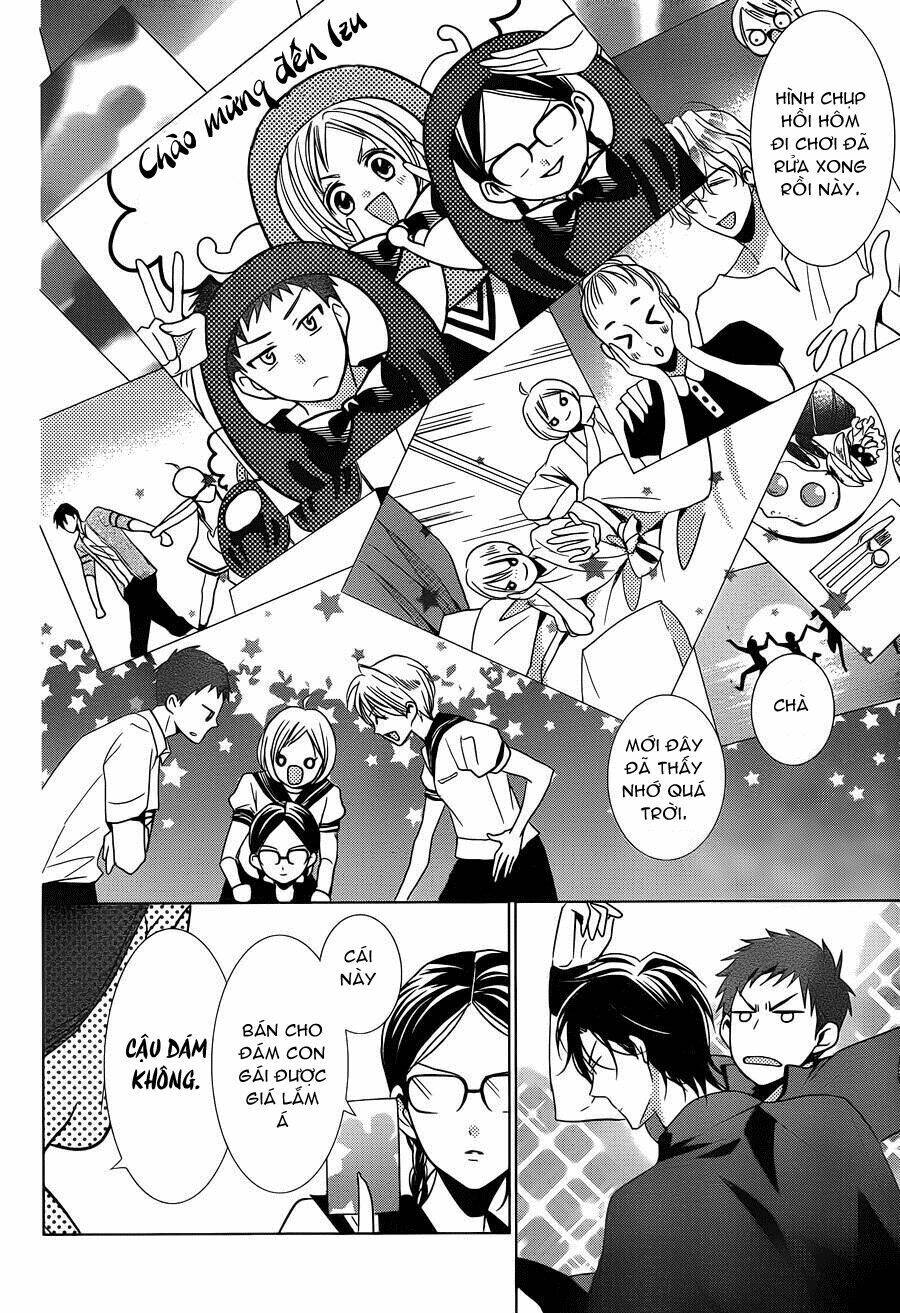 HÌNH CHỤP
HỒI HÔM
ĐI CHƠI ĐÃ
RỬA XONG
RỒI NÀY.
Chào mừng đến Izu
CHÀ
MỚI ĐÂY
ĐÃ THẤY
NHỚ QUÁ
TRỜI.
CÁI
NÀY
BÁN CHO
ĐÁM CON
GÁI ĐƯỢC
GIÁ LẮM
Á
CẬU DÁM
KHÔNG.